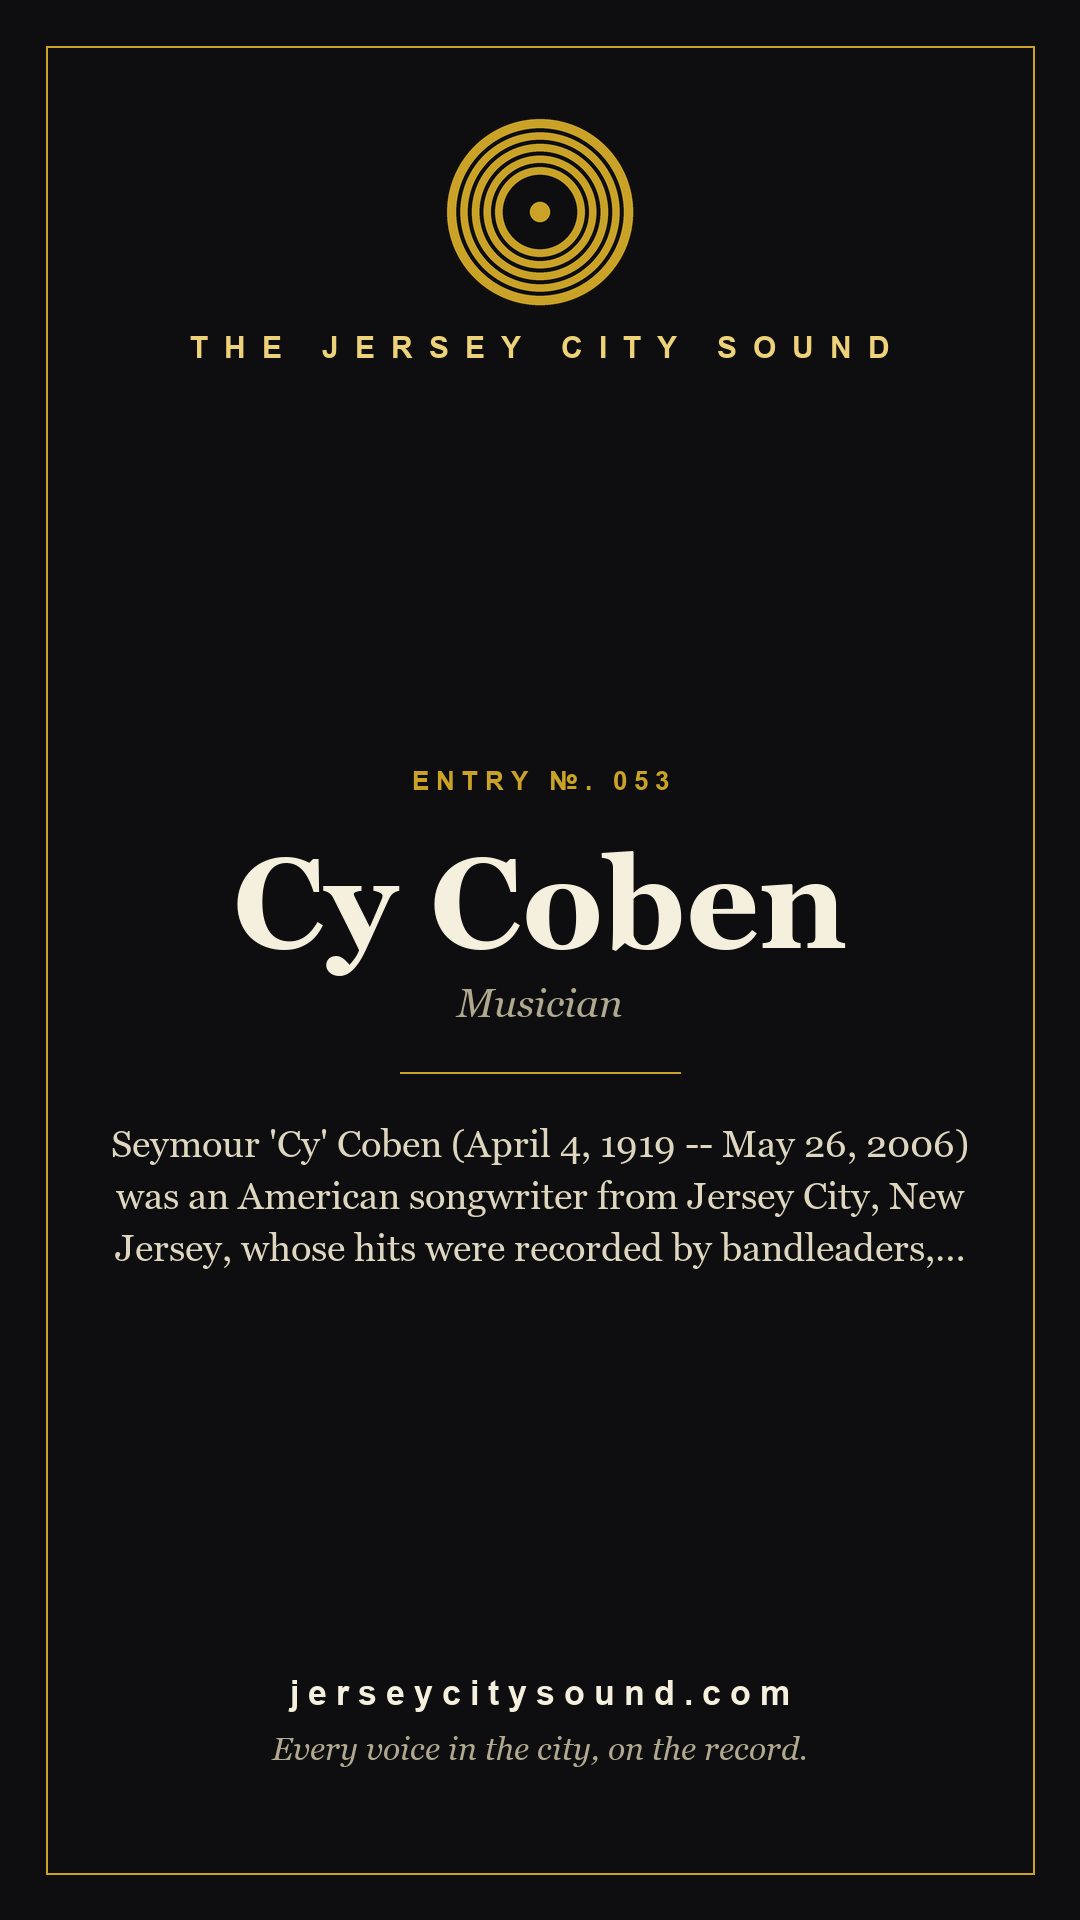 THE JERSEY CITY SOUND
ENTRY №. 053
Cy Coben
Musician
Seymour 'Cy' Coben (April 4, 1919 -- May 26, 2006)
was an American songwriter from Jersey City, New
Jersey, whose hits were recorded by bandleaders,...
jerseycitysound.com
Every voice in the city, on the record.